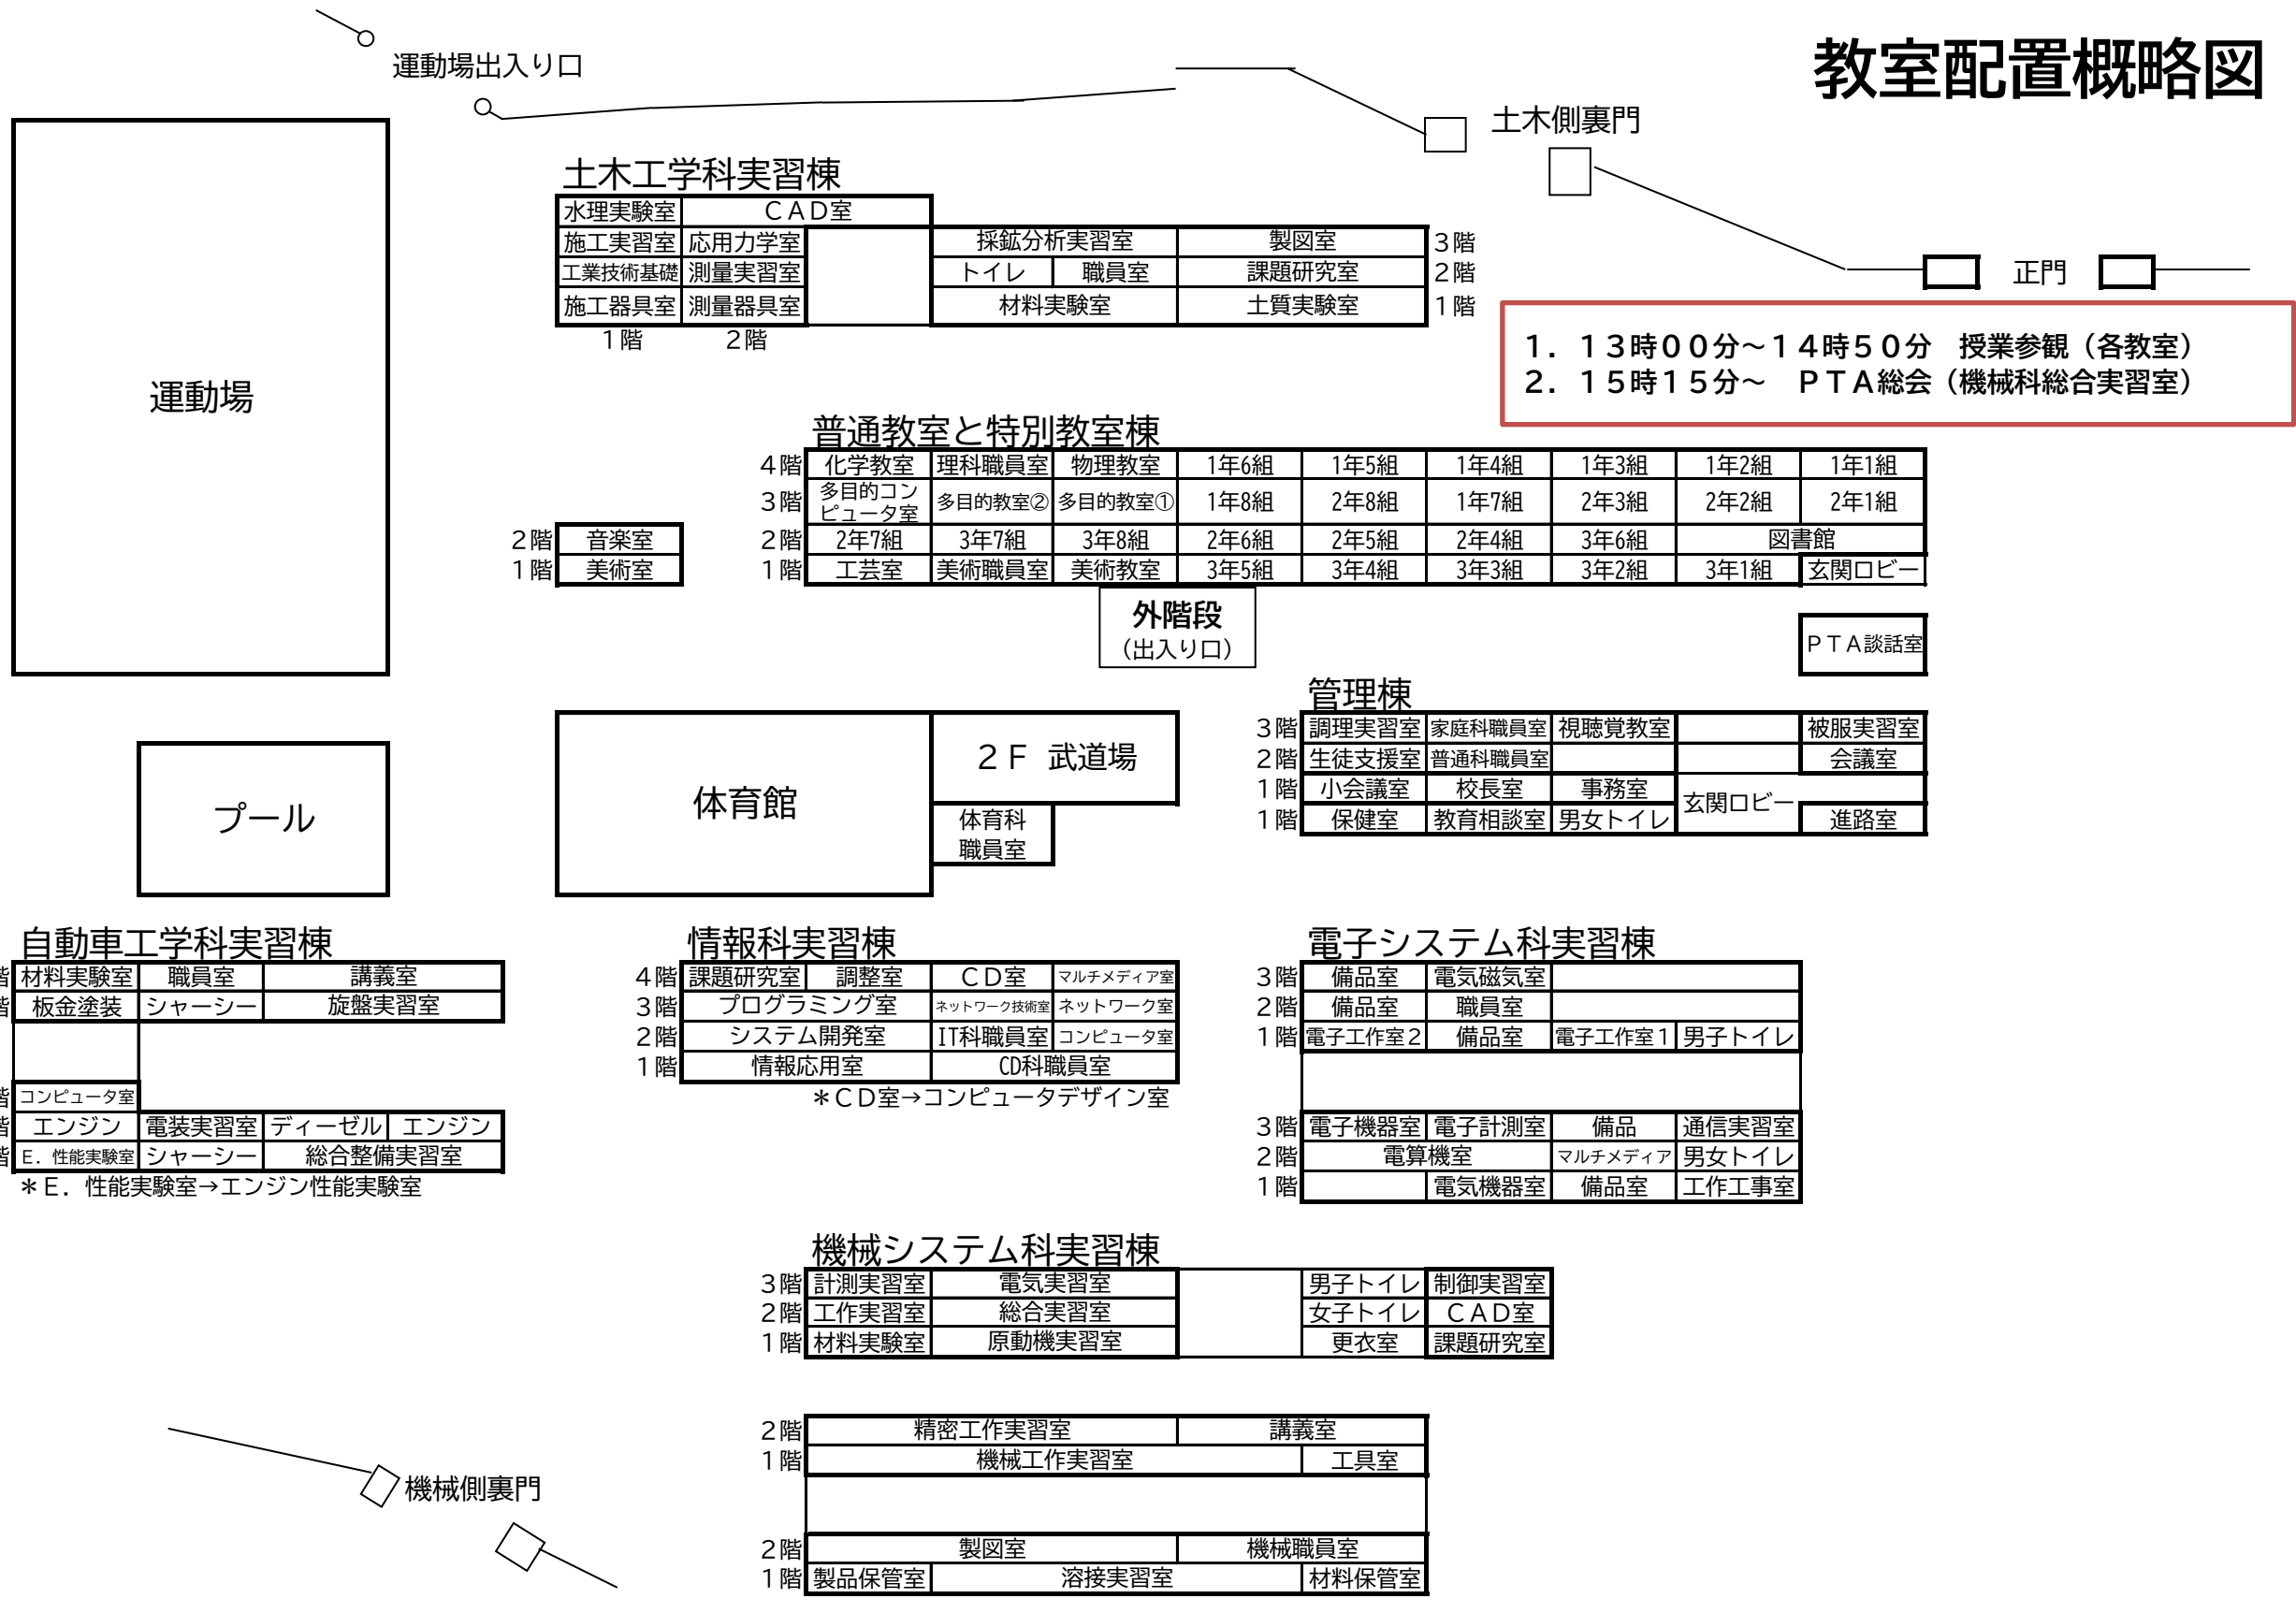 教室配置概略図
運動場出入り口
土木側裏門
正門
１．１３時００分～１４時５０分　授業参観（各教室）
２．１５時１５分～　ＰＴＡ総会（機械科総合実習室）
運動場
土木工学科実習棟
水理実験室 ＣＡＤ室
施工実習室 応用力学室 採鉱分析実習室 製図室 ３階
工業技術基礎 測量実習室 トイレ 職員室 課題研究室 ２階
施工器具室 測量器具室 材料実験室 土質実験室 １階
１階 ２階
普通教室と特別教室棟
４階 化学教室 理科職員室 物理教室 1年6組 1年5組 1年4組 1年3組 1年2組 1年1組
３階 多目的コンピュータ室 多目的教室② 多目的教室① 1年8組 2年8組 1年7組 2年3組 2年2組 2年1組
２階 音楽室 ２階 2年7組 3年7組 3年8組 2年6組 2年5組 2年4組 3年6組 図書館
１階 美術室 １階 工芸室 美術職員室 美術教室 3年5組 3年4組 3年3組 3年2組 3年1組 玄関ロビー
外階段
（出入り口）
ＰＴＡ談話室
管理棟
３階 調理実習室 家庭科職員室 視聴覚教室 被服実習室
２階 生徒支援室 普通科職員室 会議室
１階 小会議室 校長室 事務室 玄関ロビー
１階 保健室 教育相談室 男女トイレ 進路室
プール
体育館
２Ｆ 武道場
体育科
職員室
自動車工学科実習棟
階 材料実験室 職員室 講義室
階 板金塗装 シャーシー 旋盤実習室
階 コンピュータ室
階 エンジン 電装実習室 ディーゼル エンジン
階 Ｅ．性能実験室 シャーシー 総合整備実習室
＊Ｅ．性能実験室→エンジン性能実験室
情報科実習棟
４階 課題研究室 調整室 ＣＤ室 マルチメディア室
３階 プログラミング室 ネットワーク技術室 ネットワーク室
２階 システム開発室 IT科職員室 コンピュータ室
１階 情報応用室 CD科職員室
＊ＣＤ室→コンピュータデザイン室
電子システム科実習棟
３階 備品室 電気磁気室
２階 備品室 職員室
１階 電子工作室２ 備品室 電子工作室１ 男子トイレ
３階 電子機器室 電子計測室 備品 通信実習室
２階 電算機室 マルチメディア 男女トイレ
１階 電気機器室 備品室 工作工事室
機械システム科実習棟
３階 計測実習室 電気実習室 男子トイレ 制御実習室
２階 工作実習室 総合実習室 女子トイレ ＣＡＤ室
１階 材料実験室 原動機実習室 更衣室 課題研究室
２階 精密工作実習室 講義室
１階 機械工作実習室 工具室
機械側裏門
２階 製図室 機械職員室
１階 製品保管室 溶接実習室 材料保管室